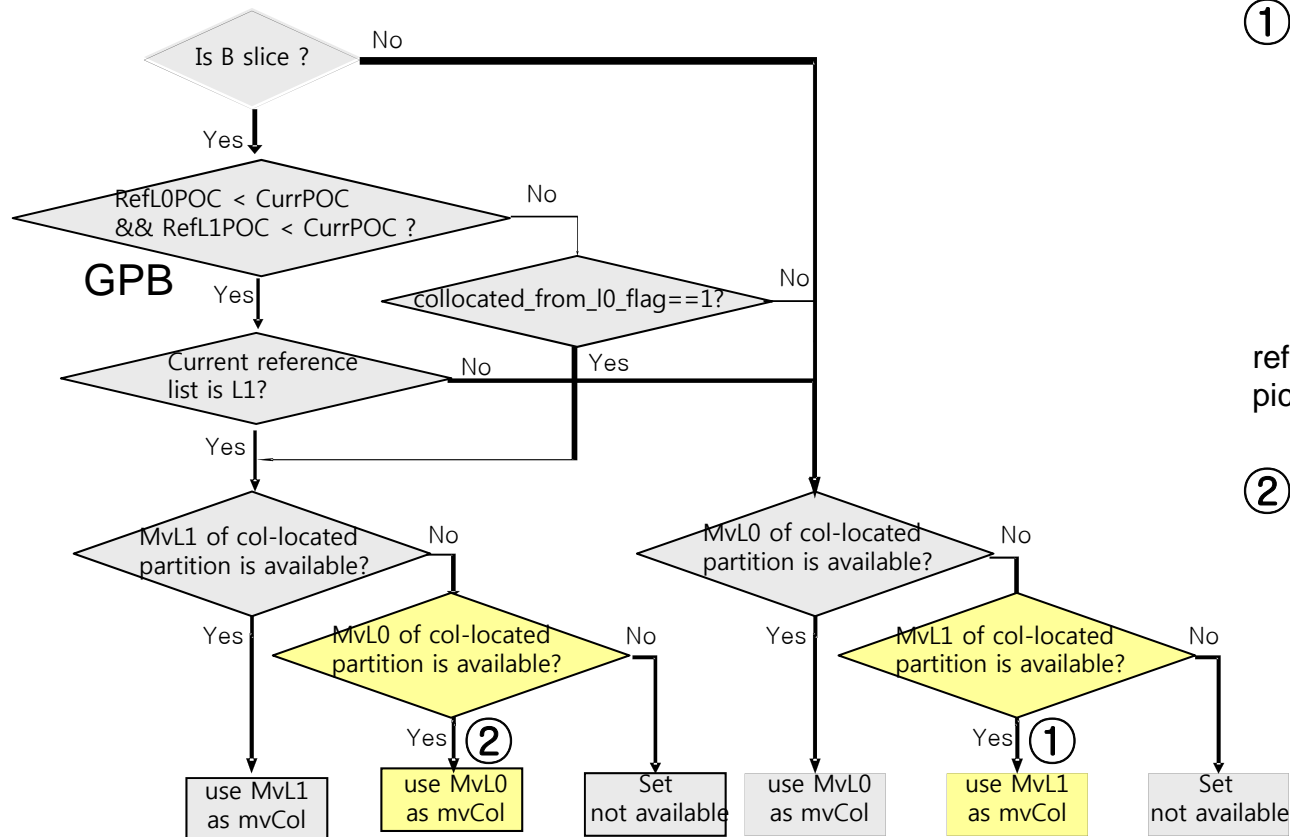 ①
Is B slice ?
No
Yes
RefL0POC < CurrPOC
&& RefL1POC < CurrPOC ?
No
GPB
Yes
collocated_from_l0_flag==1?
No
Current reference
list is L1?
No
Yes
ref
pic
Yes
②
MvL1 of col-located
partition is available?
No
MvL0 of col-located
partition is available?
No
Yes
MvL0 of col-located
partition is available?
No
Yes
MvL1 of col-located
partition is available?
No
Yes ②
Yes ①
use MvL1
as mvCol
use MvL0
as mvCol
Set
not available
use MvL0
as mvCol
use MvL1
as mvCol
Set
not available